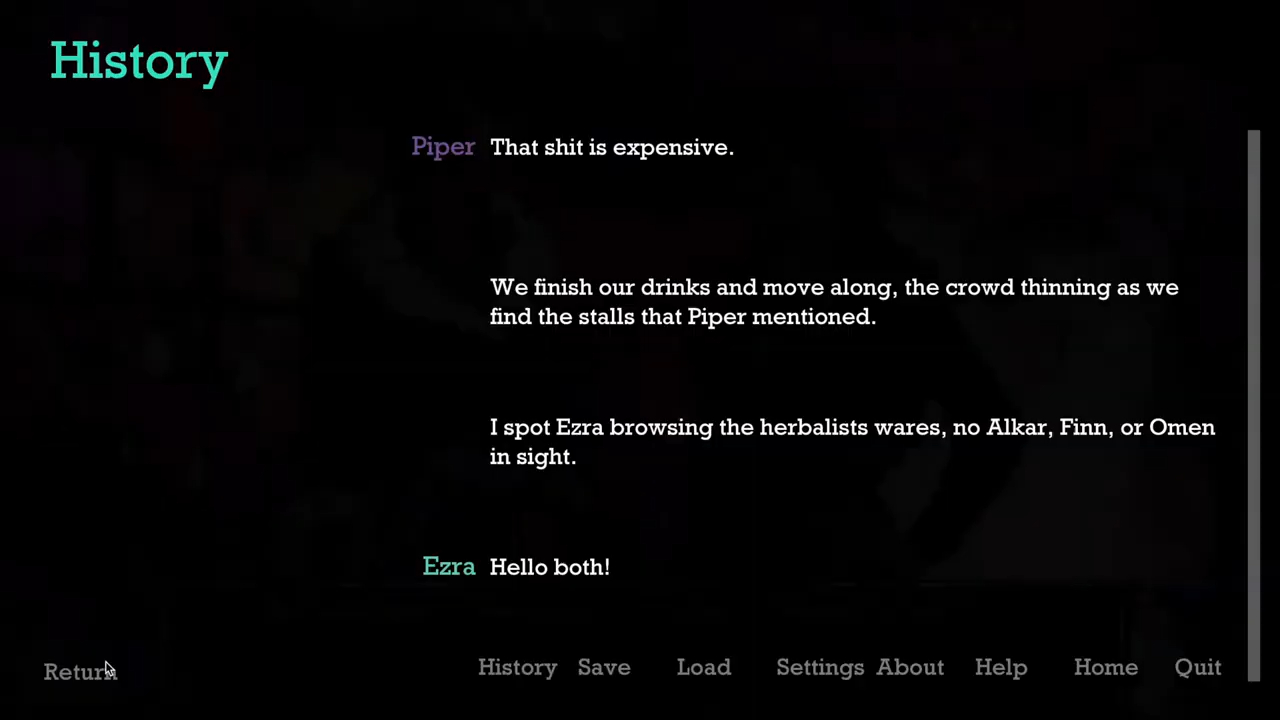 History
Piper That shit is expensive.
We finish our drinks and move along, the crowd thinning as we
find the stalls that Piper mentioned.
I spot Ezra browsing the herbalists wares, no Alkar, Finn, or Omen
in sight.
Ezra Hello both!
Return History Save Load Settings About Help Home Quit